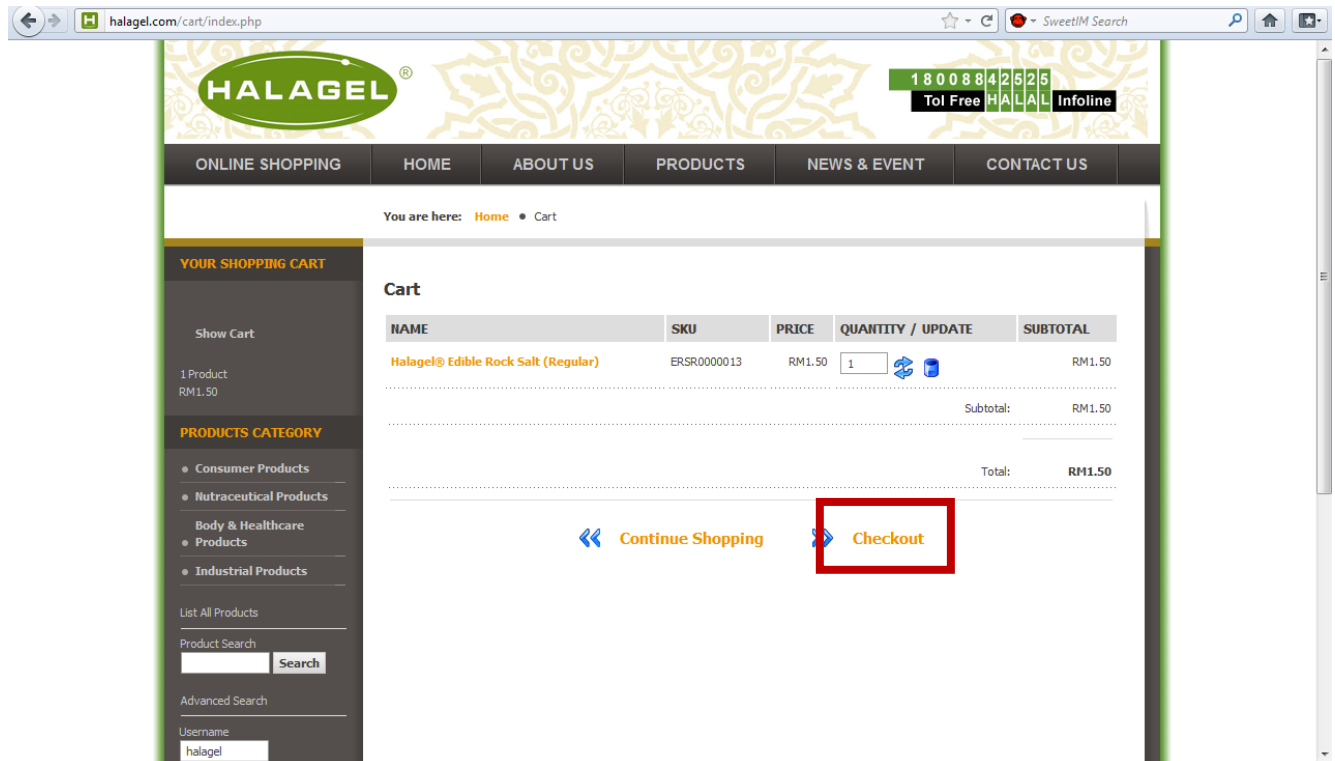 halagel.com/cart/index.php
SweetIM Search
HALAGEL®
18008842525
Tol Free HALAL Infoline
ONLINE SHOPPING HOME ABOUT US PRODUCTS NEWS & EVENT CONTACT US
You are here: Home • Cart
YOUR SHOPPING CART
Show Cart
1 Product
RM1.50
PRODUCTS CATEGORY
Consumer Products
Nutraceutical Products
Body & Healthcare
Products
Industrial Products
List All Products
Product Search
Search
Advanced Search
Username
halagel
Cart
NAME SKU PRICE QUANTITY / UPDATE SUBTOTAL
Halagel® Edible Rock Salt (Regular) ERSR0000013 RM1.50 1 RM1.50
Subtotal: RM1.50
Total: RM1.50
Continue Shopping Checkout